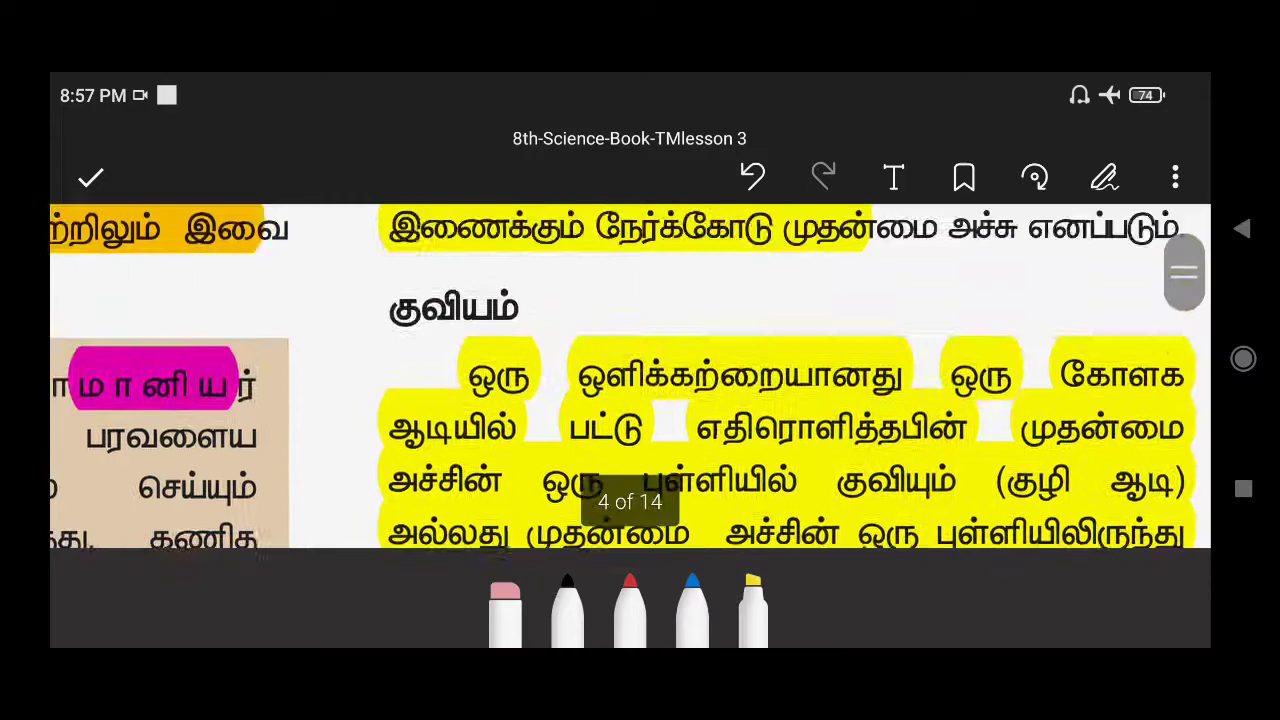 8:57 PM
74
8th-Science-Book-TMlesson 3
ற்றிலும் இவை
மானியர்
பரவளைய
செய்யும்
கணித
இணைக்கும் நேர்க்கோடு முதன்மை அச்சு எனப்படும்.
குவியம்
ஒரு ஒளிக்கற்றையானது ஒரு கோளக
ஆடியில் பட்டு எதிரொளித்தபின் முதன்மை
அச்சின் ஒரு புள்ளியில் குவியும் (குழி ஆடி)
அல்லது முதன்மை அச்சின் ஒரு புள்ளியிலிருந்து
4 of 14